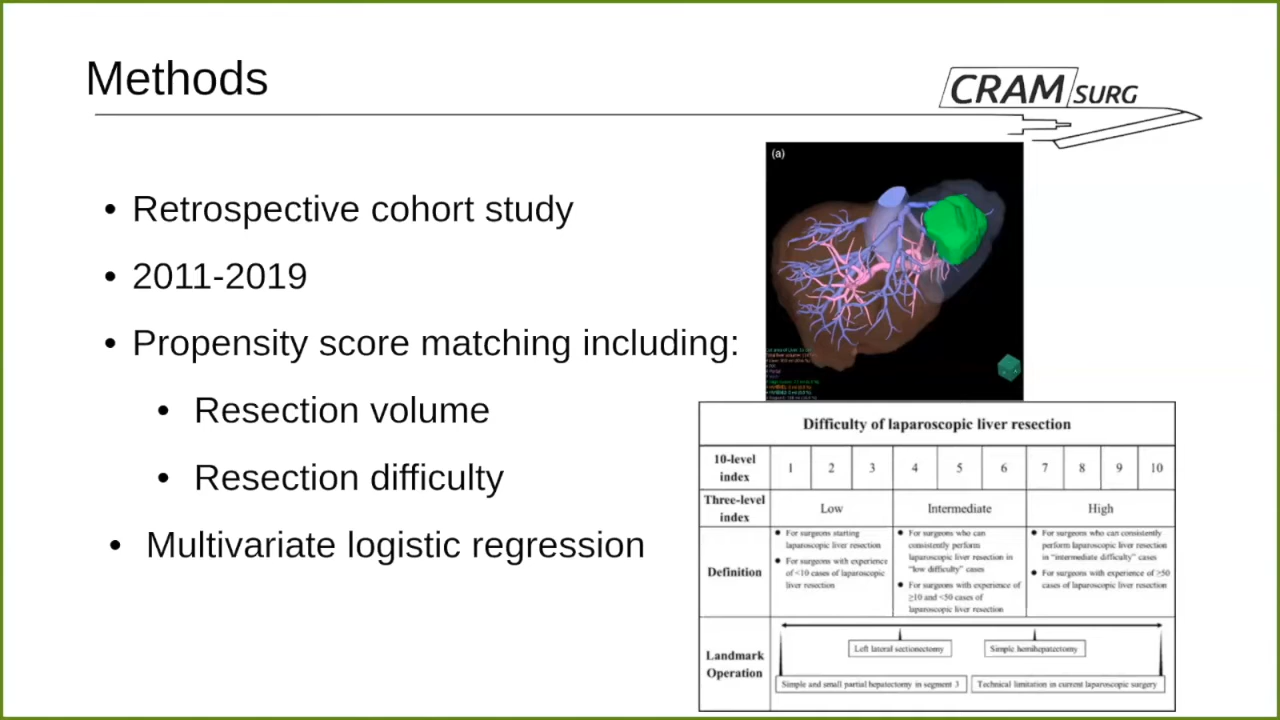 Methods
CRAM SURG
(a)
• Retrospective cohort study
• 2011-2019
• Propensity score matching including:
• Resection volume
• Resection difficulty
• Multivariate logistic regression
Difficulty of laparoscopic liver resection
10-level index
1 2 3 4 5 6 7 8 9 10
Three-level index
Low Intermediate High
Definition
● For surgeons starting
laparoscopic liver resection
● For surgeons with experience
of <10 cases of laparoscopic
liver resection
● For surgeons who can
consistently perform
laparoscopic liver resection in
"low difficulty" cases
● For surgeons with experience of
≥10 and <50 cases of
laparoscopic liver resection
● For surgeons who can consistently
perform laparoscopic liver resection
in "intermediate difficulty" cases
● For surgeons with experience of ≥50
cases of laparoscopic liver resection
Landmark
Operation
Left lateral sectionectomy
Simple hemihepatectomy
Simple and small partial hepatectomy in segment 3
Technical limitation in current laparoscopic surgery